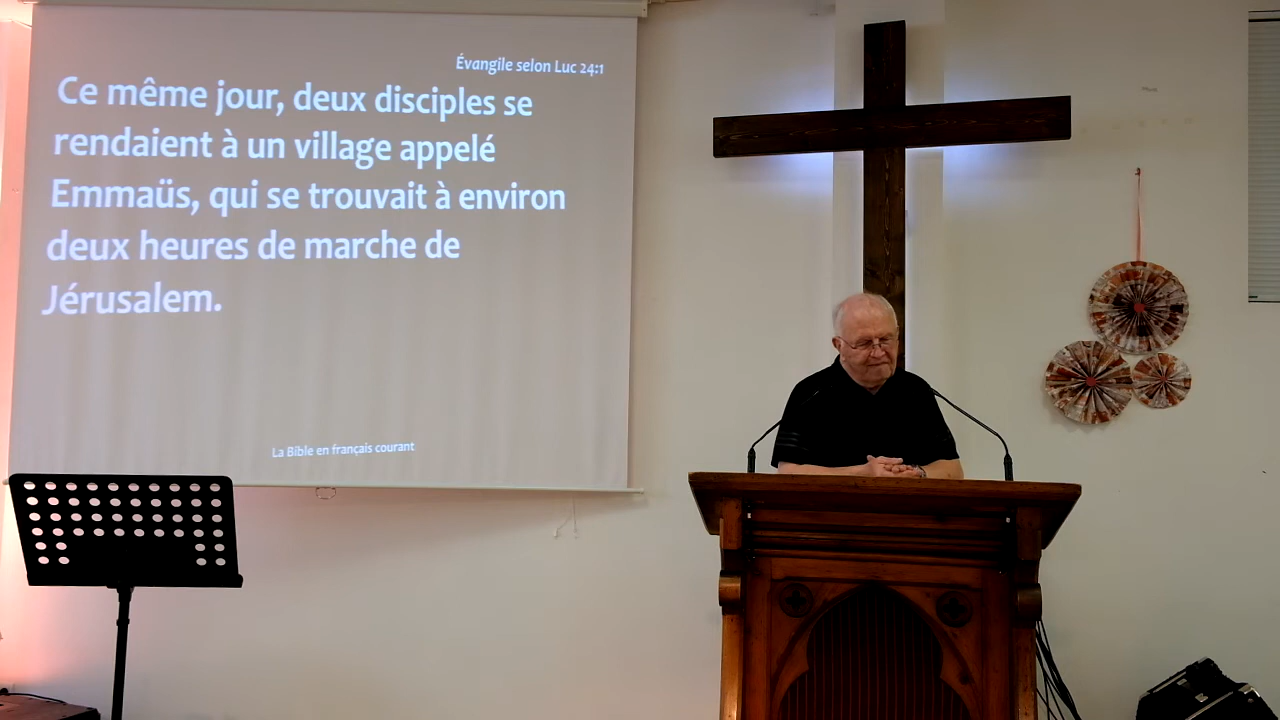 Évangile selon Luc 24:1
Ce même jour, deux disciples se
rendaient à un village appelé
Emmaüs, qui se trouvait à environ
deux heures de marche de
Jérusalem.
La Bible en français courant